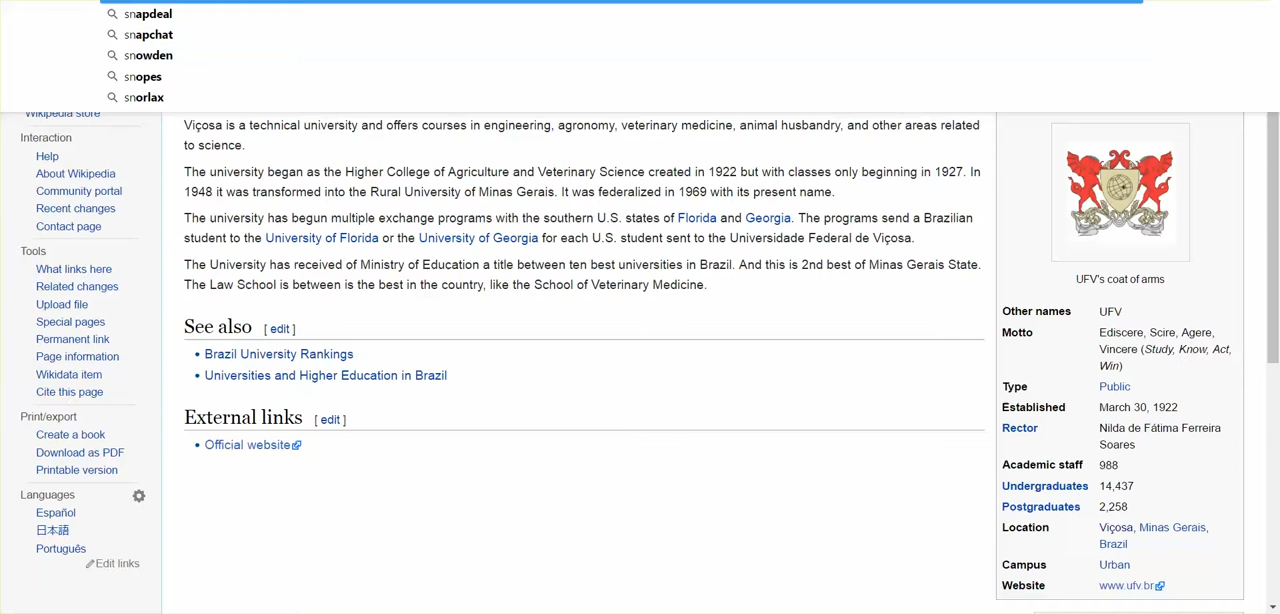 snapdeal
snapchat
snowden
snopes
snorlax
Wikipedia store
Interaction
Help
About Wikipedia
Community portal
Recent changes
Contact page
Tools
What links here
Related changes
Upload file
Special pages
Permanent link
Page information
Wikidata item
Cite this page
Print/export
Create a book
Download as PDF
Printable version
Languages
Español
日本語
Português
Edit links
Viçosa is a technical university and offers courses in engineering, agronomy, veterinary medicine, animal husbandry, and other areas related
to science.
The university began as the Higher College of Agriculture and Veterinary Science created in 1922 but with classes only beginning in 1927. In
1948 it was transformed into the Rural University of Minas Gerais. It was federalized in 1969 with its present name.
The university has begun multiple exchange programs with the southern U.S. states of Florida and Georgia. The programs send a Brazilian
student to the University of Florida or the University of Georgia for each U.S. student sent to the Universidade Federal de Viçosa.
The University has received of Ministry of Education a title between ten best universities in Brazil. And this is 2nd best of Minas Gerais State.
The Law School is between is the best in the country, like the School of Veterinary Medicine.
See also [ edit ]
• Brazil University Rankings
• Universities and Higher Education in Brazil
External links [ edit ]
• Official website
UFV's coat of arms
Other names UFV
Motto Ediscere, Scire, Agere,
Vincere (Study, Know, Act,
Win)
Type Public
Established March 30, 1922
Rector Nilda de Fátima Ferreira
Soares
Academic staff 988
Undergraduates 14,437
Postgraduates 2,258
Location Viçosa, Minas Gerais,
Brazil
Campus Urban
Website www.ufv.br